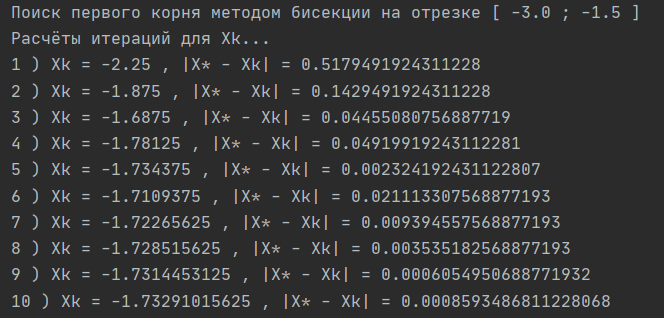 Поиск первого корня методом бисекции на отрезке [ -3.0 ; -1.5 ]
Расчёты итераций для Xk...
1 ) Xk = -2.25 , |X* - Xk| = 0.5179491924311228
2 ) Xk = -1.875 , |X* - Xk| = 0.1429491924311228
3 ) Xk = -1.6875 , |X* - Xk| = 0.04455080756887719
4 ) Xk = -1.78125 , |X* - Xk| = 0.04919919243112281
5 ) Xk = -1.734375 , |X* - Xk| = 0.002324192431122807
6 ) Xk = -1.7109375 , |X* - Xk| = 0.021113307568877193
7 ) Xk = -1.72265625 , |X* - Xk| = 0.009394557568877193
8 ) Xk = -1.728515625 , |X* - Xk| = 0.003535182568877193
9 ) Xk = -1.7314453125 , |X* - Xk| = 0.0006054950688771932
10 ) Xk = -1.73291015625 , |X* - Xk| = 0.0008593486811228068